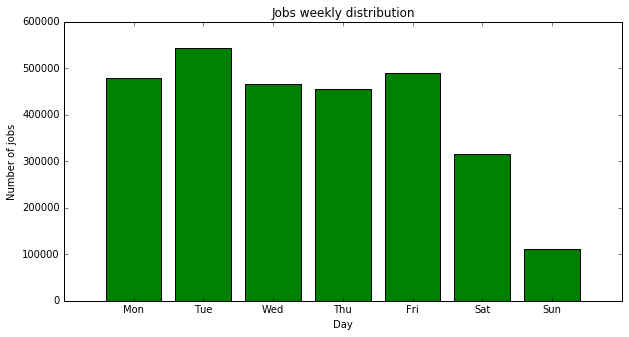 Jobs weekly distribution
600000
500000
400000
300000
200000
100000
0
Number of jobs
Mon Tue Wed Thu Fri Sat Sun
Day